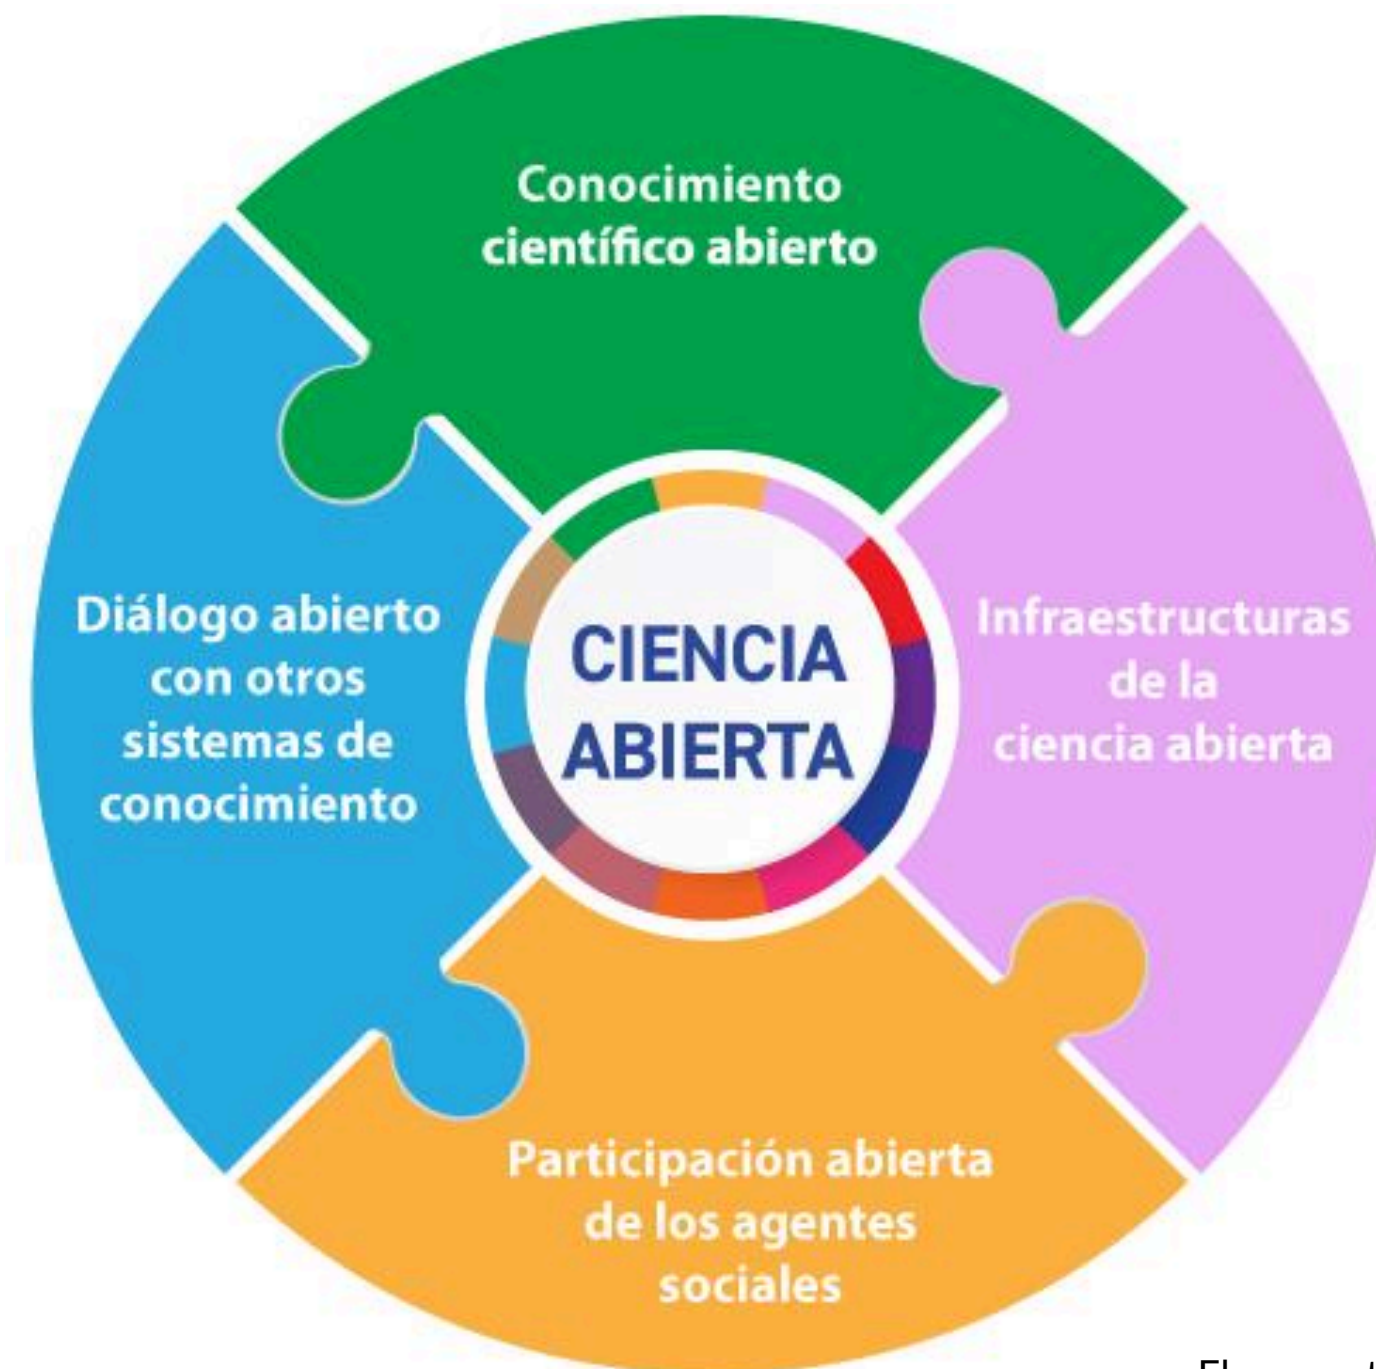 Conocimiento
científico abierto
Diálogo abierto
con otros
sistemas de
conocimiento
CIENCIA
ABIERTA
Infraestructuras
de la
ciencia abierta
Participación abierta
de los agentes
sociales